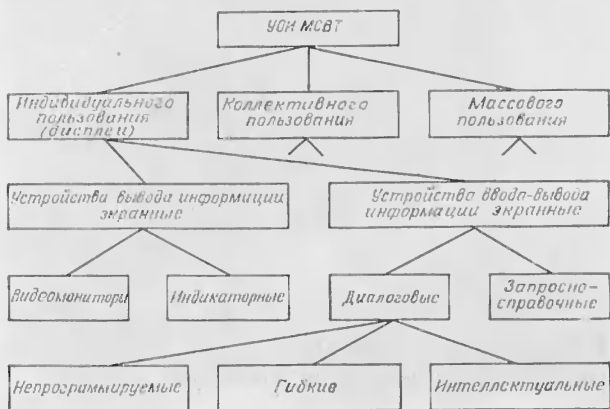 УОИ МСВТ
Индивидуального
пользования
(дисплеи)
Коллективного
пользования
Массового
пользования
Устройства вывода информации
экранные
Устройства ввода-вывода
информации экранные
Видеомониторы
Индикаторные
Диалоговые
Запросно-
справочные
Непрограммируемые
Гибкие
Интеллектуальные